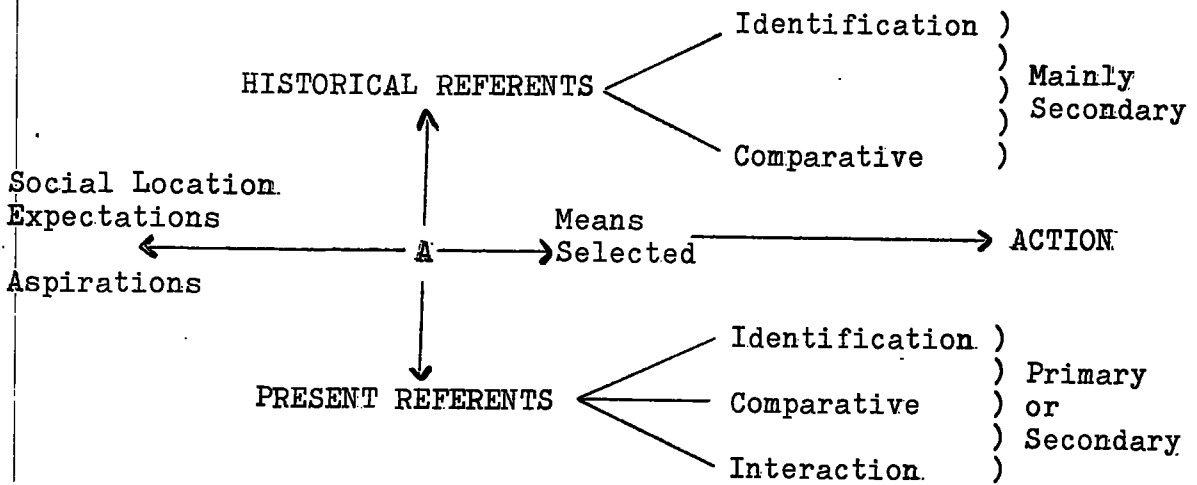 Identification )
)
HISTORICAL REFERENTS ) Mainly
) Secondary
)
Comparative )
Social Location
Expectations
Aspirations
A
Means
Selected
ACTION
Identification )
) Primary
PRESENT REFERENTS Comparative ) or
) Secondary
Interaction )